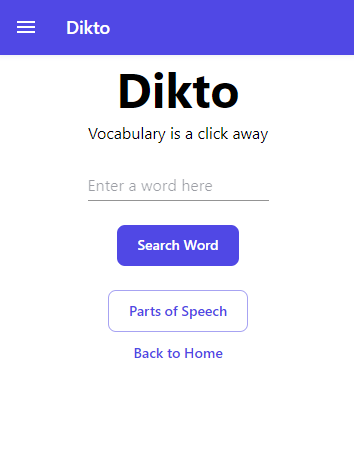 Dikto
Dikto
Vocabulary is a click away
Enter a word here
Search Word
Parts of Speech
Back to Home